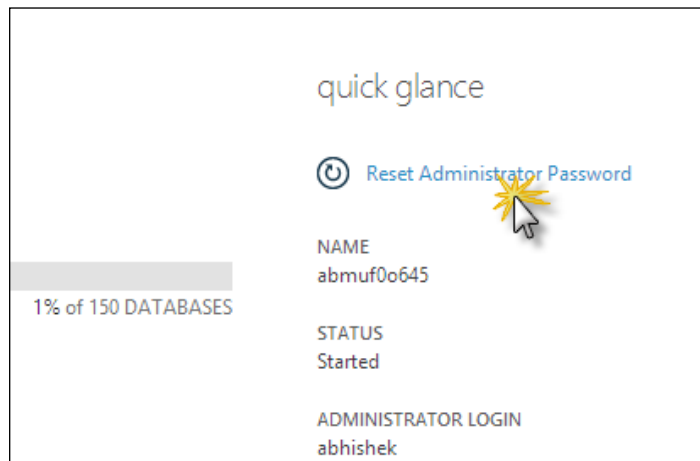 quick glance
Reset Administrator Password
NAME
abmuf0o645
1% of 150 DATABASES
STATUS
Started
ADMINISTRATOR LOGIN
abhishek